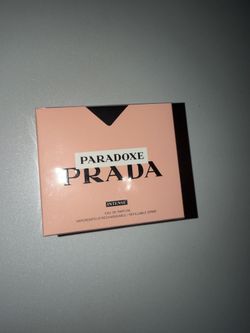 PARADOXE
PRADA
INTENSE
EAU DE PARFUM
VAPORISATEUR RECHARGEABLE / REFILLABLE SPRAY